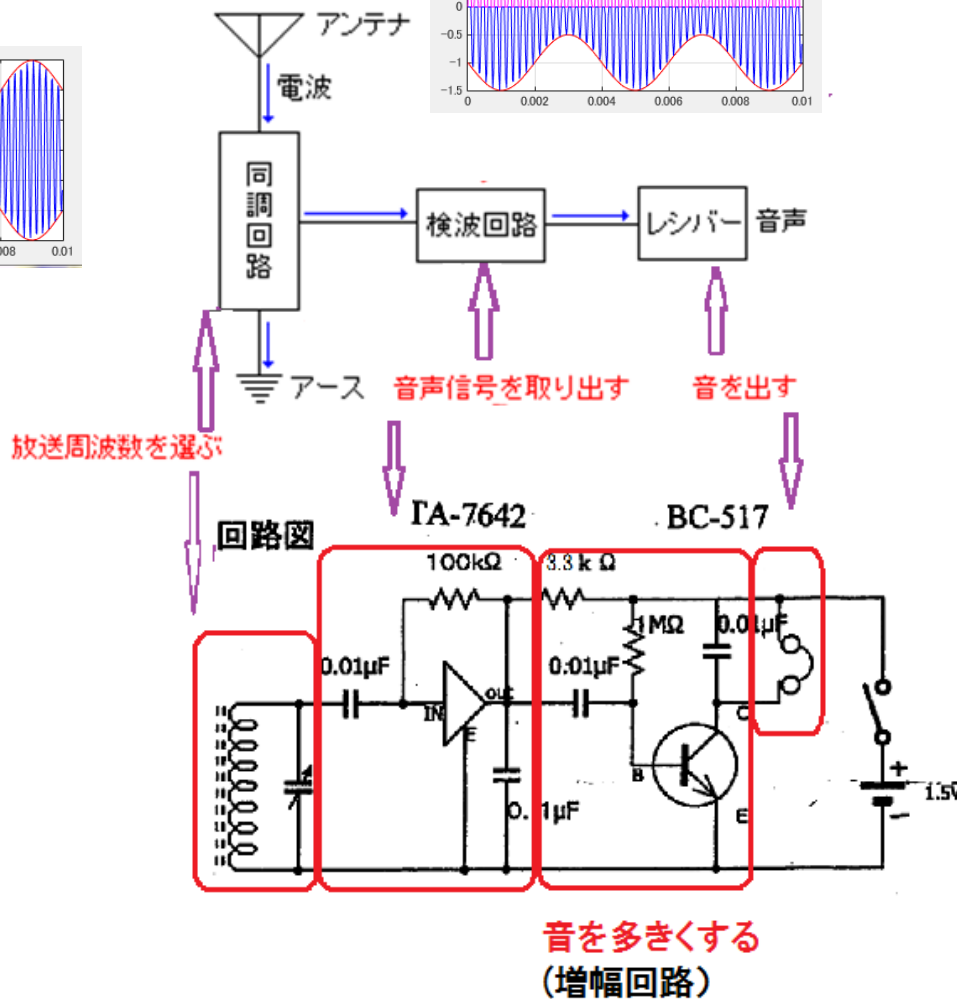 アンテナ
0
−0.5
−1
−1.5
0 0.002 0.004 0.006 0.008 0.01
電波
008 0.01
同調回路
検波回路
レシバー 音声
アース
音声信号を取り出す
音を出す
放送周波数を選ぶ
回路図
ГA-7642
BC-517
100kΩ
3.3 k Ω
1MΩ
0.01μF
0.01μF
0.01μF
IN
out
E
C
B
E
0. 1μF
+
1.5V
−
音を多きくする
(増幅回路)